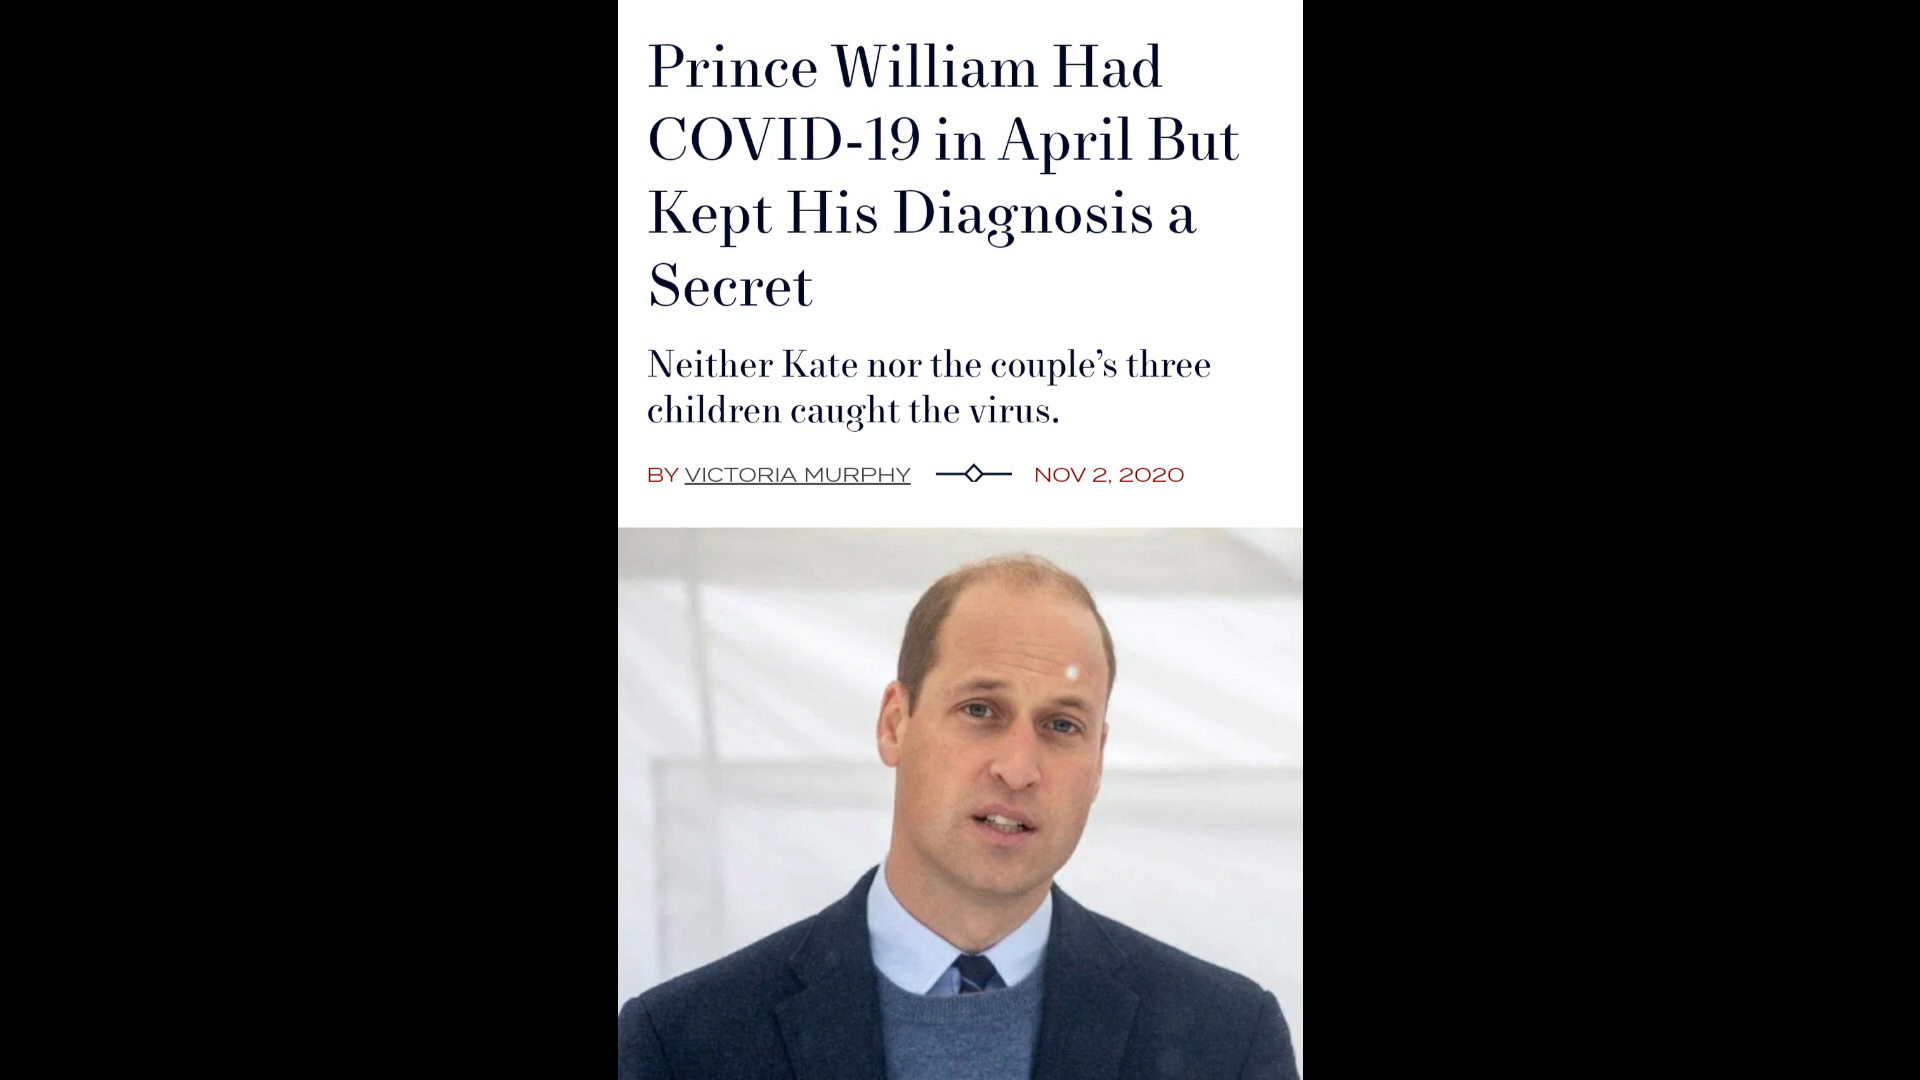 Prince William Had
COVID-19 in April But
Kept His Diagnosis a
Secret
Neither Kate nor the couple’s three
children caught the virus.
BY VICTORIA MURPHY NOV 2, 2020